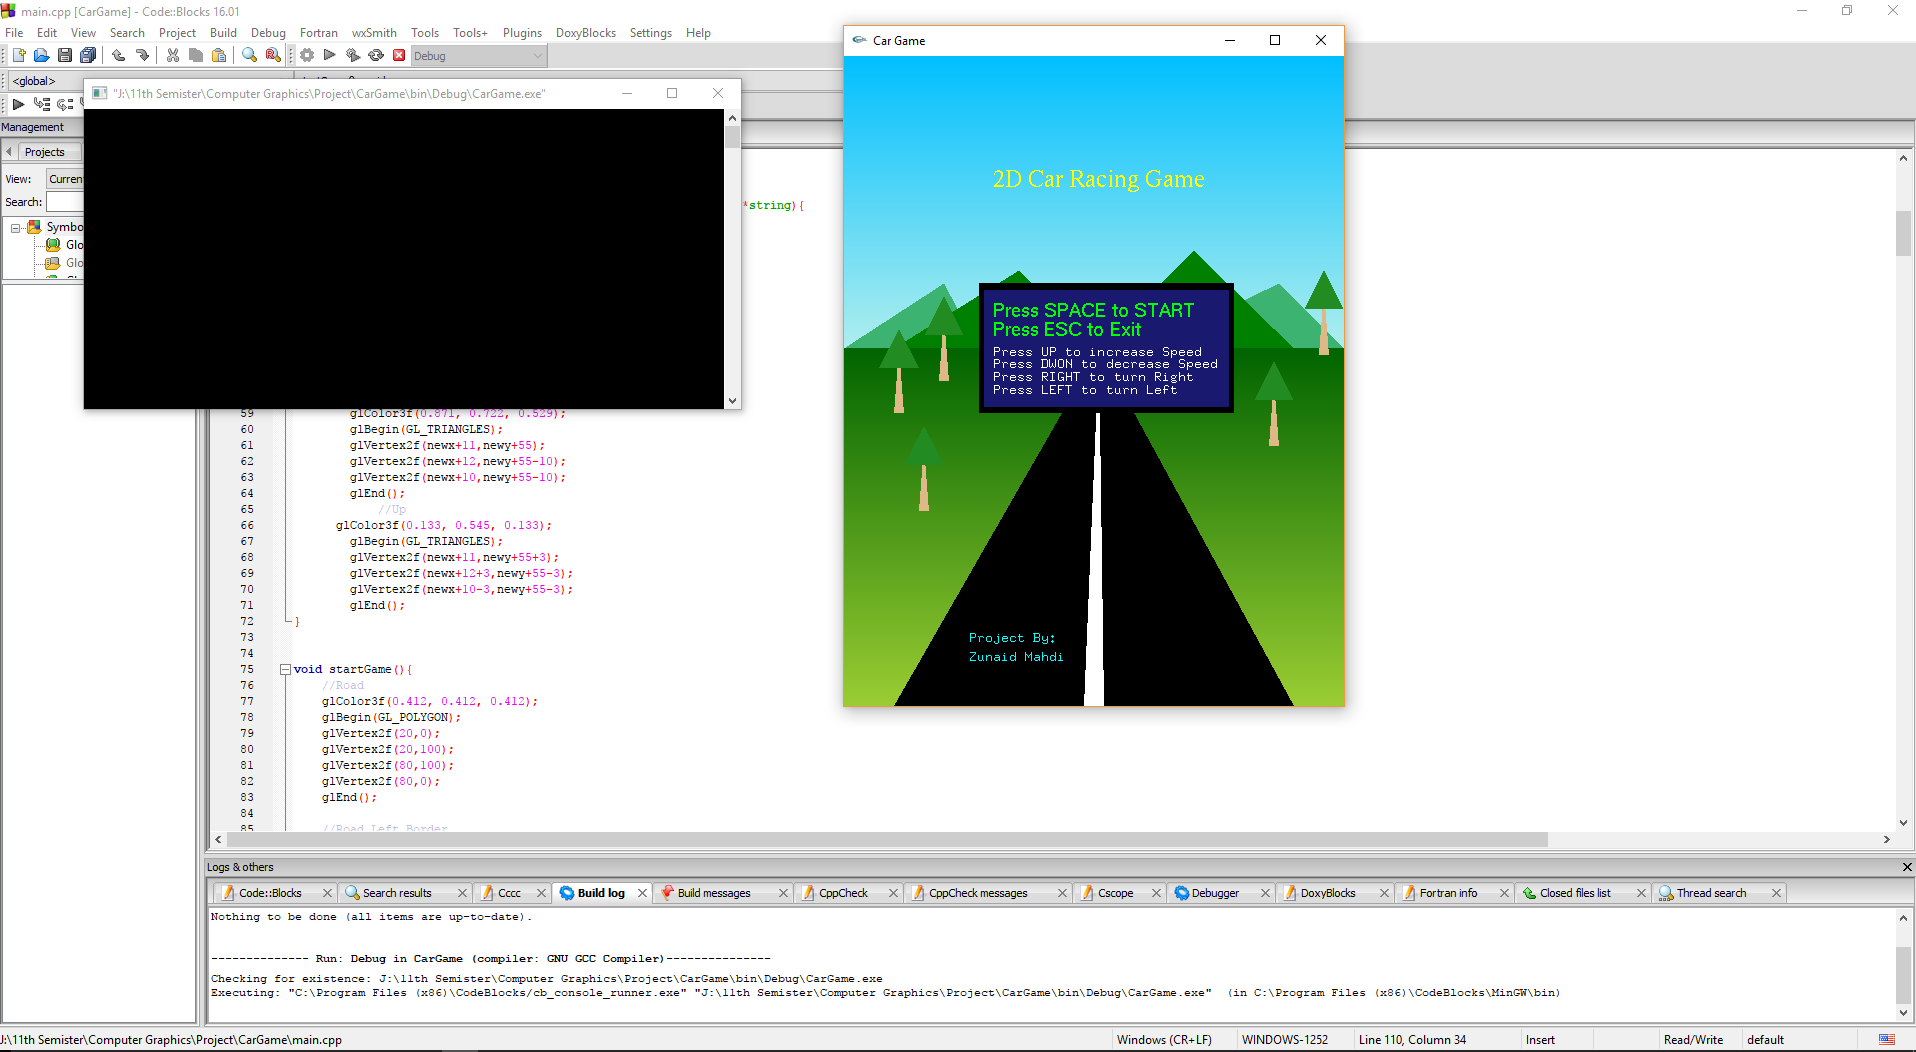 main.cpp [CarGame] - Code::Blocks 16.01
File Edit View Search Project Build Debug Fortran wxSmith Tools Tools+ Plugins DoxyBlocks Settings Help
Debug
<global>
Management
Projects
View: Curren
Search:
Symbo
Glo
Glo
"J:\11th Semister\Computer Graphics\Project\CarGame\bin\Debug\CarGame.exe"
*string){
59 glColor3f(0.871, 0.722, 0.529);
60 glBegin(GL_TRIANGLES);
61 glVertex2f(newx+11,newy+55);
62 glVertex2f(newx+12,newy+55-10);
63 glVertex2f(newx+10,newy+55-10);
64 glEnd();
65 //Up
66 glColor3f(0.133, 0.545, 0.133);
67 glBegin(GL_TRIANGLES);
68 glVertex2f(newx+11,newy+55+3);
69 glVertex2f(newx+12+3,newy+55-3);
70 glVertex2f(newx+10-3,newy+55-3);
71 glEnd();
72 }
73
74
75 void startGame(){
76 //Road
77 glColor3f(0.412, 0.412, 0.412);
78 glBegin(GL_POLYGON);
79 glVertex2f(20,0);
80 glVertex2f(20,100);
81 glVertex2f(80,100);
82 glVertex2f(80,0);
83 glEnd();
84
85 //Road Left Border
Car Game
2D Car Racing Game
Press SPACE to START
Press ESC to Exit
Press UP to increase Speed
Press DWON to decrease Speed
Press RIGHT to turn Right
Press LEFT to turn Left
Project By:
Zunaid Mahdi
Logs & others
Code::Blocks Search results Cccc Build log Build messages CppCheck CppCheck messages Cscope Debugger DoxyBlocks Fortran info Closed files list Thread search
Nothing to be done (all items are up-to-date).
-------------- Run: Debug in CarGame (compiler: GNU GCC Compiler)---------------
Checking for existence: J:\11th Semister\Computer Graphics\Project\CarGame\bin\Debug\CarGame.exe
Executing: "C:\Program Files (x86)\CodeBlocks/cb_console_runner.exe" "J:\11th Semister\Computer Graphics\Project\CarGame\bin\Debug\CarGame.exe" (in C:\Program Files (x86)\CodeBlocks\MinGW\bin)
J:\11th Semister\Computer Graphics\Project\CarGame\main.cpp Windows (CR+LF) WINDOWS-1252 Line 110, Column 34 Insert Read/Write default